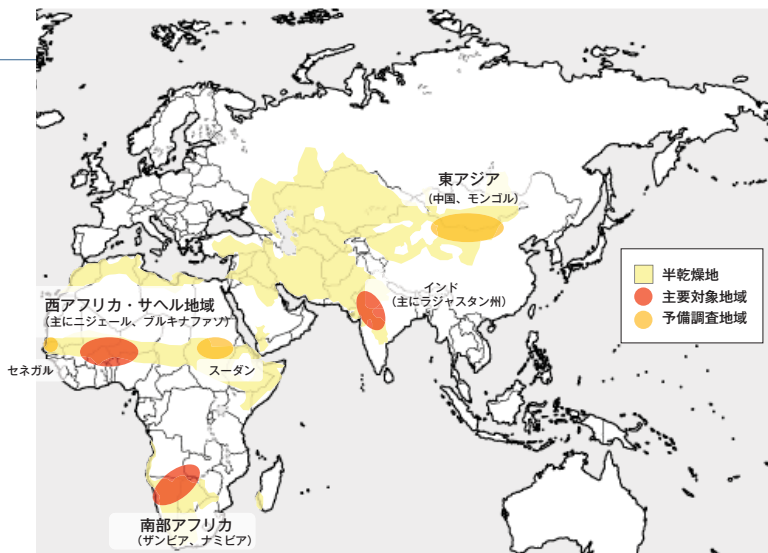 東アジア
（中国、モンゴル）
インド
（主にラジャスタン州）
半乾燥地
主要対象地域
予備調査地域
西アフリカ・サヘル地域
（主にニジェール、ブルキナファソ）
セネガル
スーダン
南部アフリカ
（ザンビア、ナミビア）